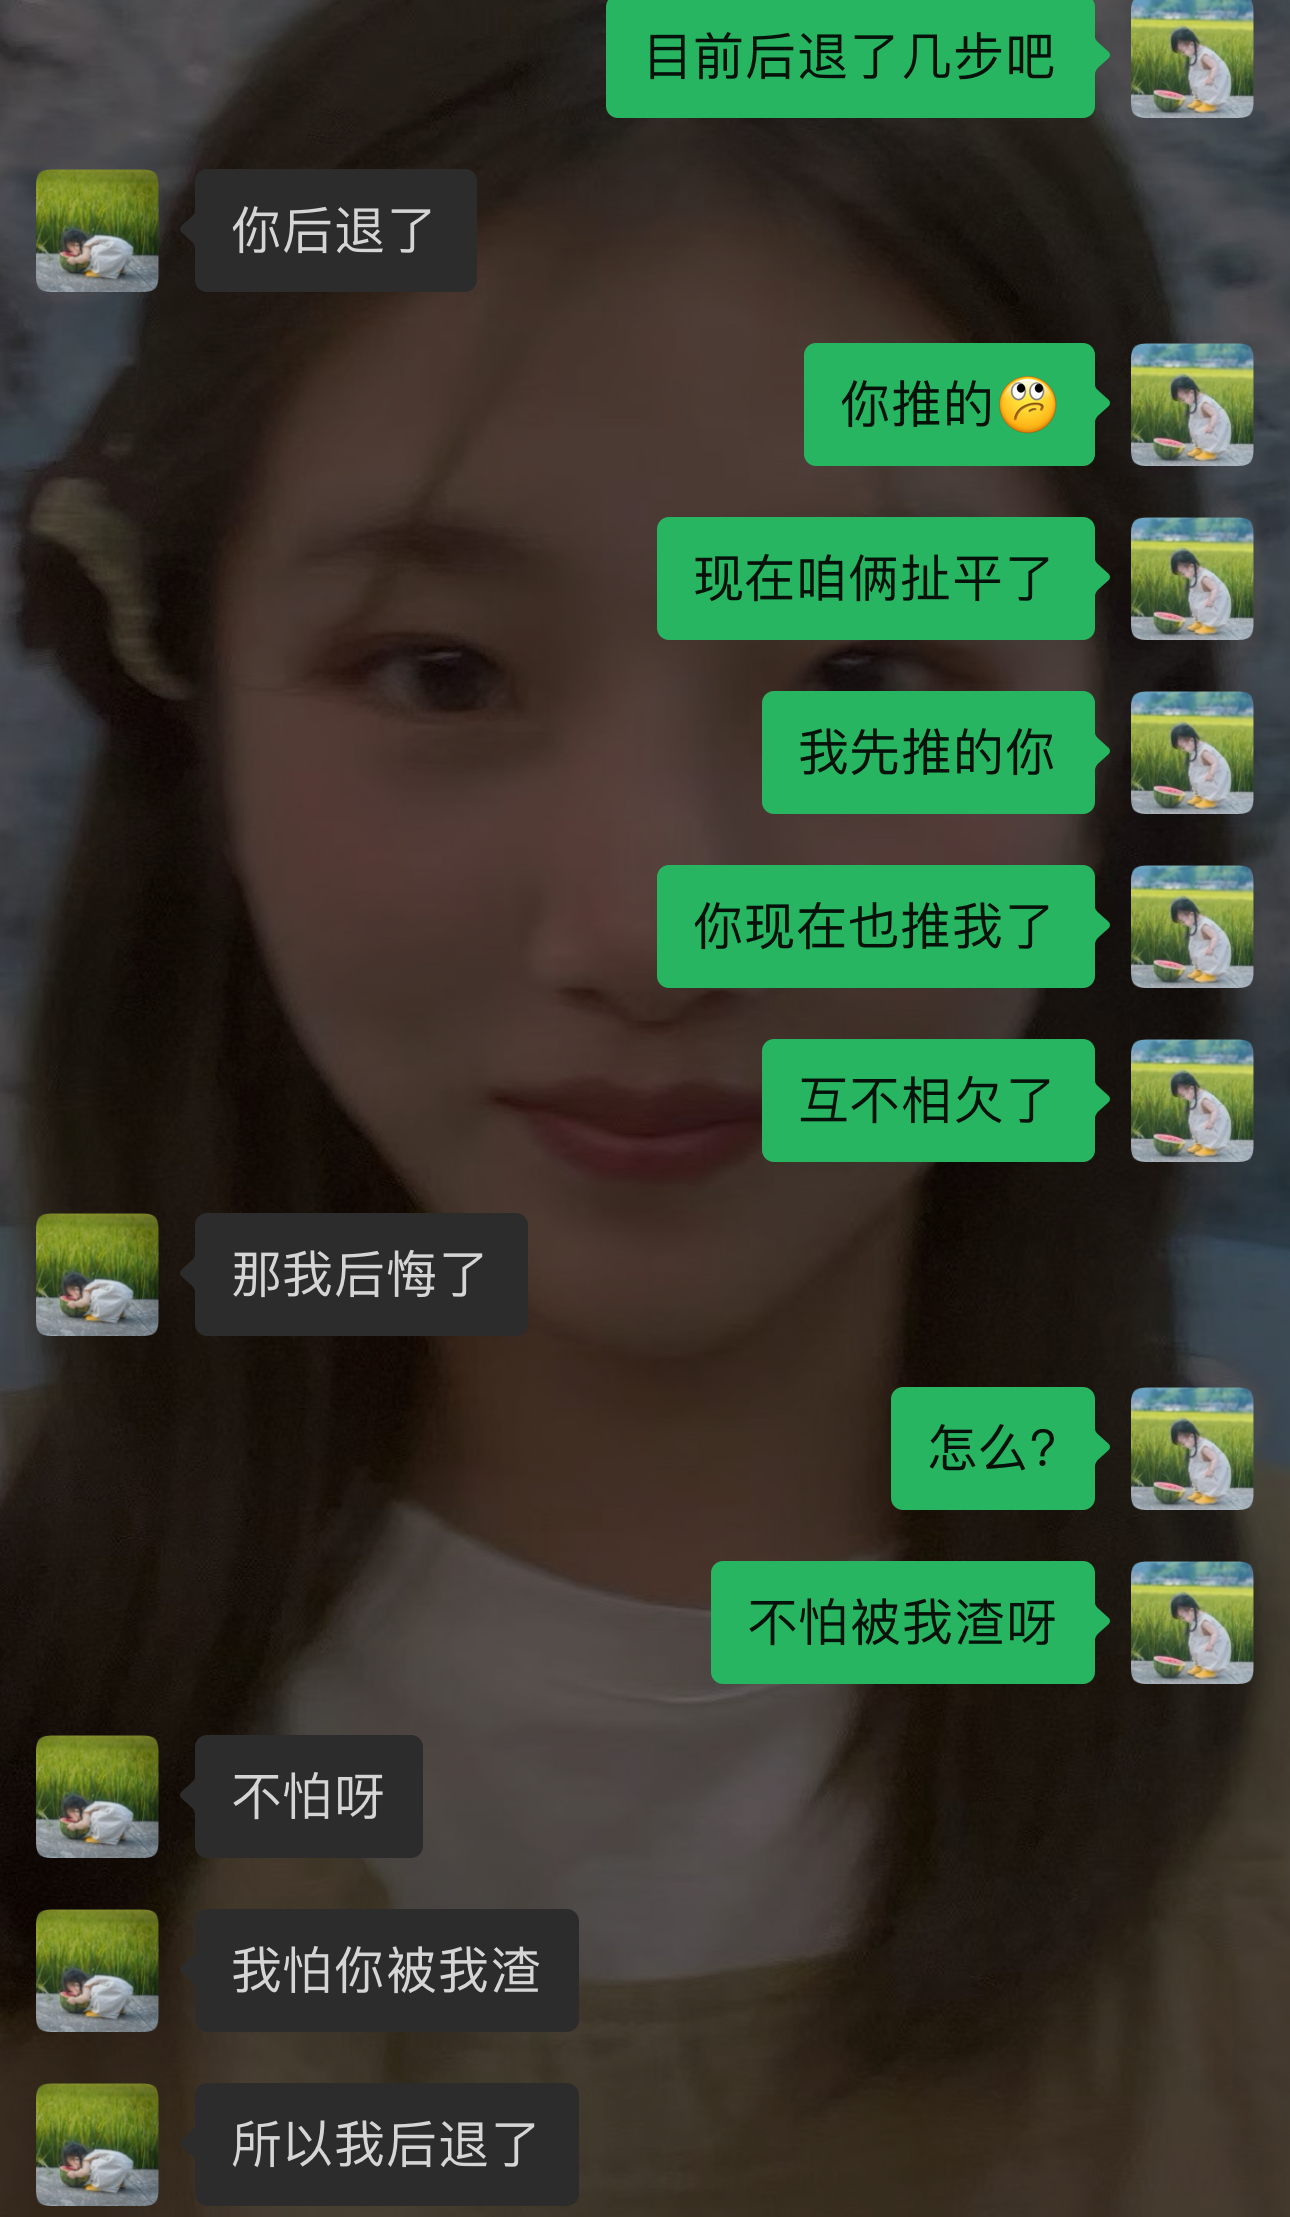 目前后退了几步吧
你后退了
你推的🙄
现在咱俩扯平了
我先推的你
你现在也推我了
互不相欠了
那我后悔了
怎么?
不怕被我渣呀
不怕呀
我怕你被我渣
所以我后退了